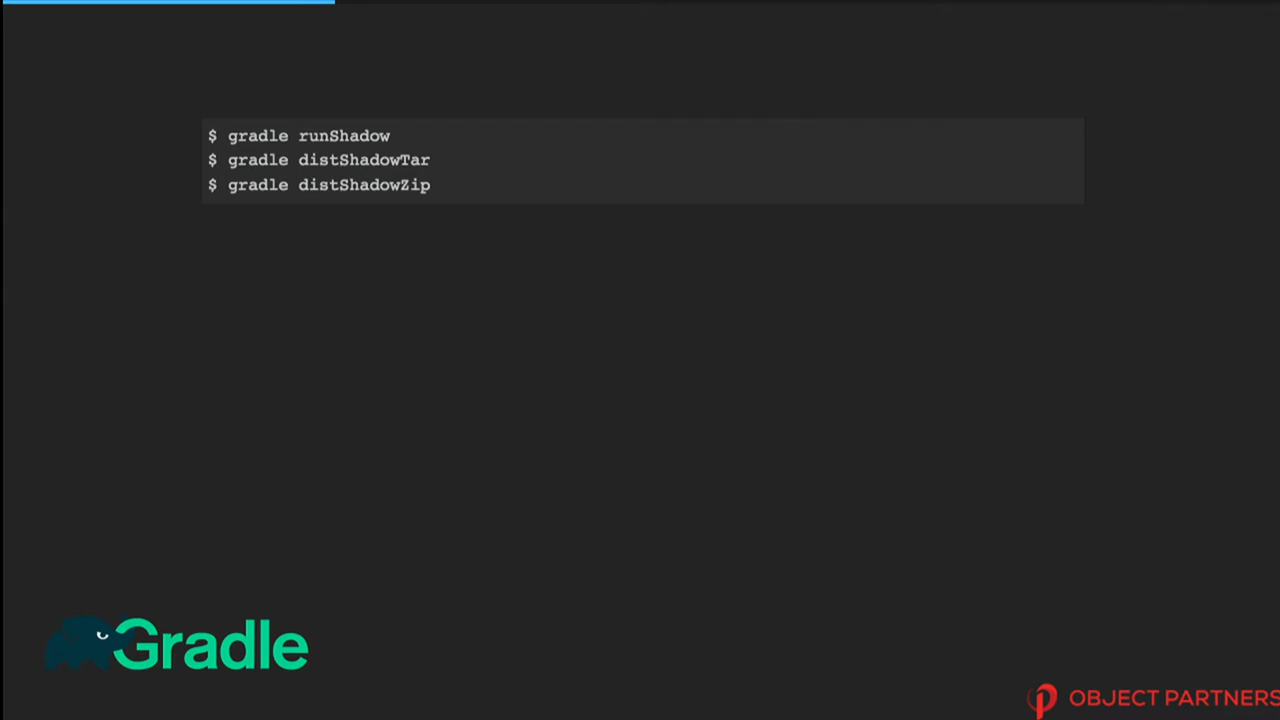 $ gradle runShadow
$ gradle distShadowTar
$ gradle distShadowZip
Gradle
OBJECT PARTNERS